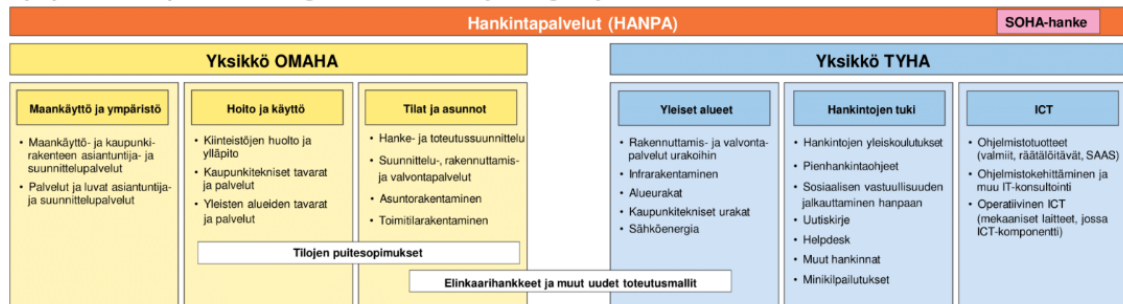 Hankintapalvelut (HANPA)
SOHA-hanke
Yksikkö OMAHA
Maankäyttö ja ympäristö
• Maankäyttö- ja kaupunki-
rakenteen asiantuntija- ja
suunnittelupalvelut
• Palvelut ja luvat asiantuntija-
ja suunnittelupalvelut
Hoito ja käyttö
• Kiinteistöjen huolto ja
ylläpito
• Kaupunkitekniset tavarat
ja palvelut
• Yleisten alueiden tavarat
ja palvelut
Tilat ja asunnot
• Hanke- ja toteutussuunnittelu
• Suunnittelu-, rakennuttamis-
ja valvontapalvelut
• Asuntorakentaminen
• Toimitilarakentaminen
Tilojen puitesopimukset
Elinkaarihankkeet ja muut uudet toteutusmallit
Yksikkö TYHA
Yleiset alueet
• Rakennuttamis- ja valvonta-
palvelut urakoihin
• Infrarakentaminen
• Alueurakat
• Kaupunkitekniset urakat
• Sähköenergia
Hankintojen tuki
• Hankintojen yleiskoulutukset
• Pienhankintaohjeet
• Sosiaalisen vastuullisuuden
jalkauttaminen hanpaan
• Uutiskirje
• Helpdesk
• Muut hankinnat
• Minikilpailutukset
ICT
• Ohjelmistotuotteet
(valmiit, räätälöitävät, SAAS)
• Ohjelmistokehittäminen ja
muu IT-konsultointi
• Operatiivinen ICT
(mekaaniset laitteet, jossa
ICT-komponentti)